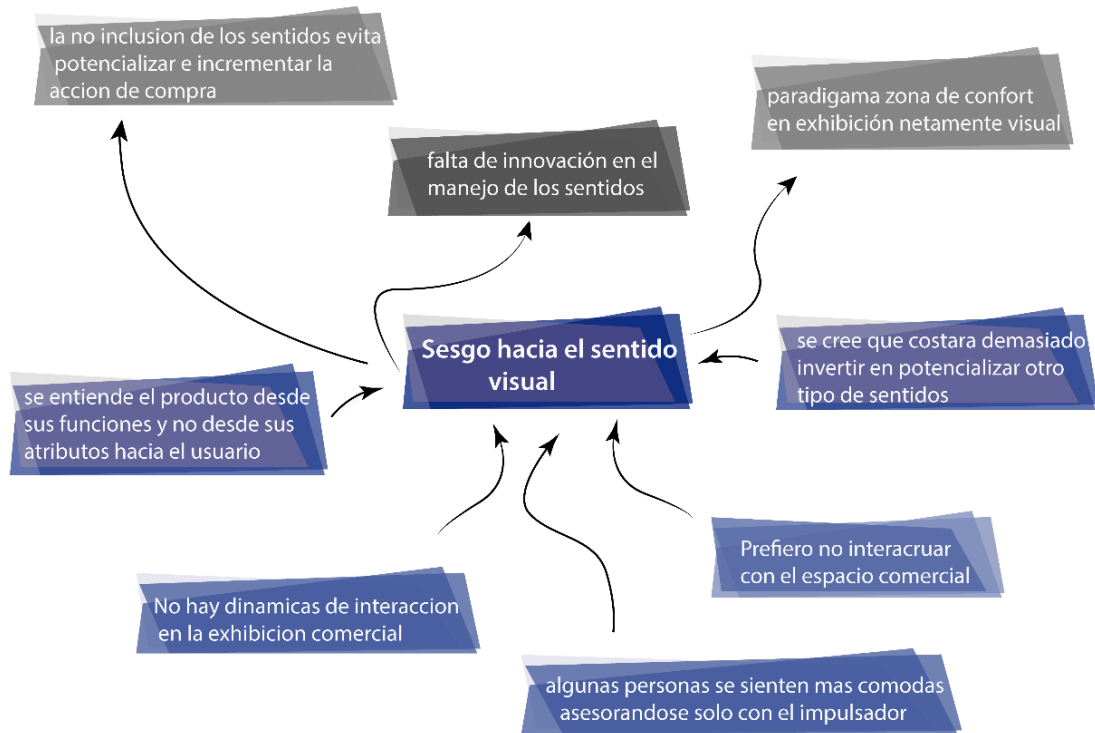 la no inclusion de los sentidos evita
potencializar e incrementar la
accion de compra
paradigama zona de confort
en exhibición netamente visual
falta de innovación en el
manejo de los sentidos
Sesgo hacia el sentido
visual
se cree que costara demasiado
invertir en potencializar otro
tipo de sentidos
se entiende el producto desde
sus funciones y no desde sus
atributos hacia el usuario
Prefiero no interacruar
con el espacio comercial
No hay dinamicas de interaccion
en la exhibicion comercial
algunas personas se sienten mas comodas
asesorandose solo con el impulsador